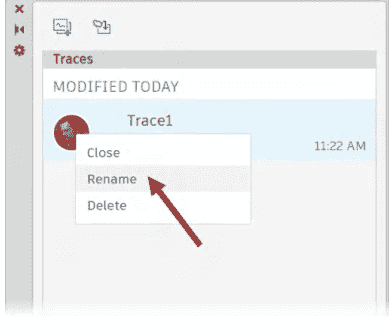 Traces
MODIFIED TODAY
Trace1
11:22 AM
Close
Rename
Delete